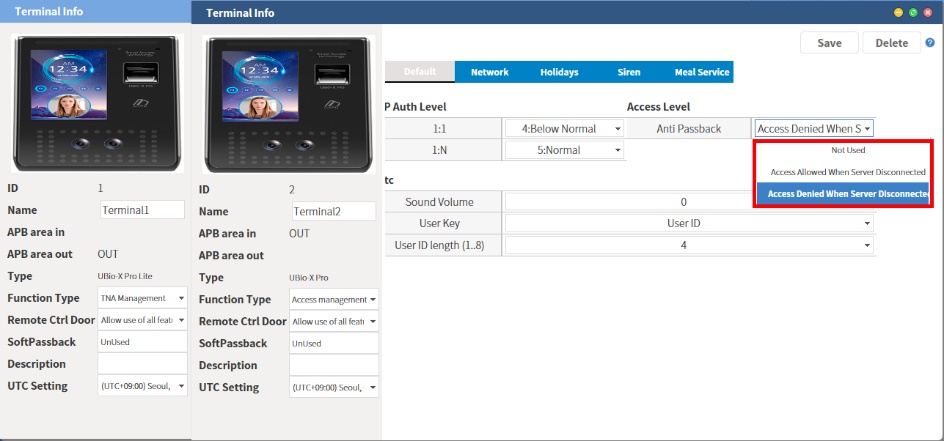 Terminal Info
AM
12:34
ID 1
Name Terminal1
APB area in
APB area out OUT
Type UBio-X Pro Lite
Function Type TNA Management
Remote Ctrl Door Allow use of all feat
SoftPassback UnUsed
Description
UTC Setting (UTC+09:00) Seoul,
Terminal Info
AM
12:34
ID 2
Name Terminal2
APB area in OUT
APB area out
Type UBio-X Pro
Function Type Access management
Remote Ctrl Door Allow use of all feat
SoftPassback UnUsed
Description
UTC Setting (UTC+09:00) Seoul,
Save Delete ?
Default Network Holidays Siren Meal Service
P Auth Level Access Level
1:1 4:Below Normal Anti Passback Access Denied When S
1:N 5:Normal
Not Used
Access Allowed When Server Disconnected
Access Denied When Server Disconnected
tc
Sound Volume 0
User Key User ID
User ID length (1..8) 4